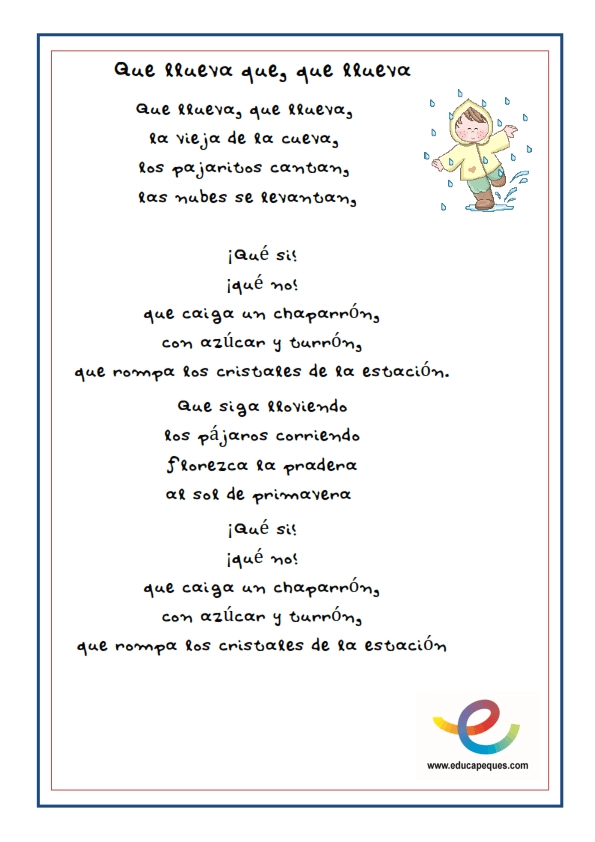 Que llueva que, que llueva
Que llueva, que llueva,
la vieja de la cueva,
los pajaritos cantan,
las nubes se levantan,
¡Qué si!
¡qué no!
que caiga un chaparrón,
con azúcar y turrón,
que rompa los cristales de la estación.
Que siga lloviendo
los pájaros corriendo
florezca la pradera
al sol de primavera
¡Qué si!
¡qué no!
que caiga un chaparrón,
con azúcar y turrón,
que rompa los cristales de la estación
www.educapeques.com